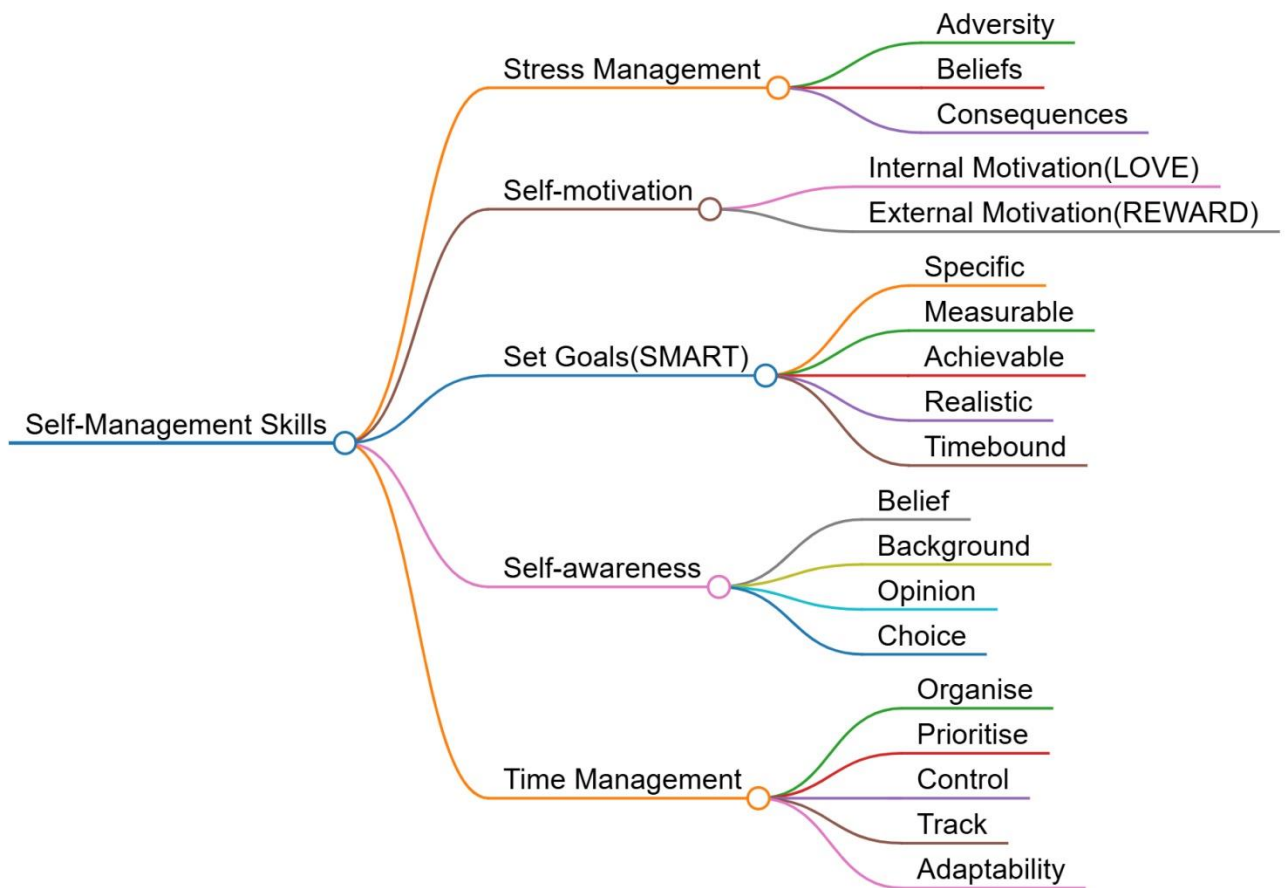 Self-Management Skills
Stress Management
Adversity
Beliefs
Consequences
Self-motivation
Internal Motivation(LOVE)
External Motivation(REWARD)
Set Goals(SMART)
Specific
Measurable
Achievable
Realistic
Timebound
Self-awareness
Belief
Background
Opinion
Choice
Time Management
Organise
Prioritise
Control
Track
Adaptability